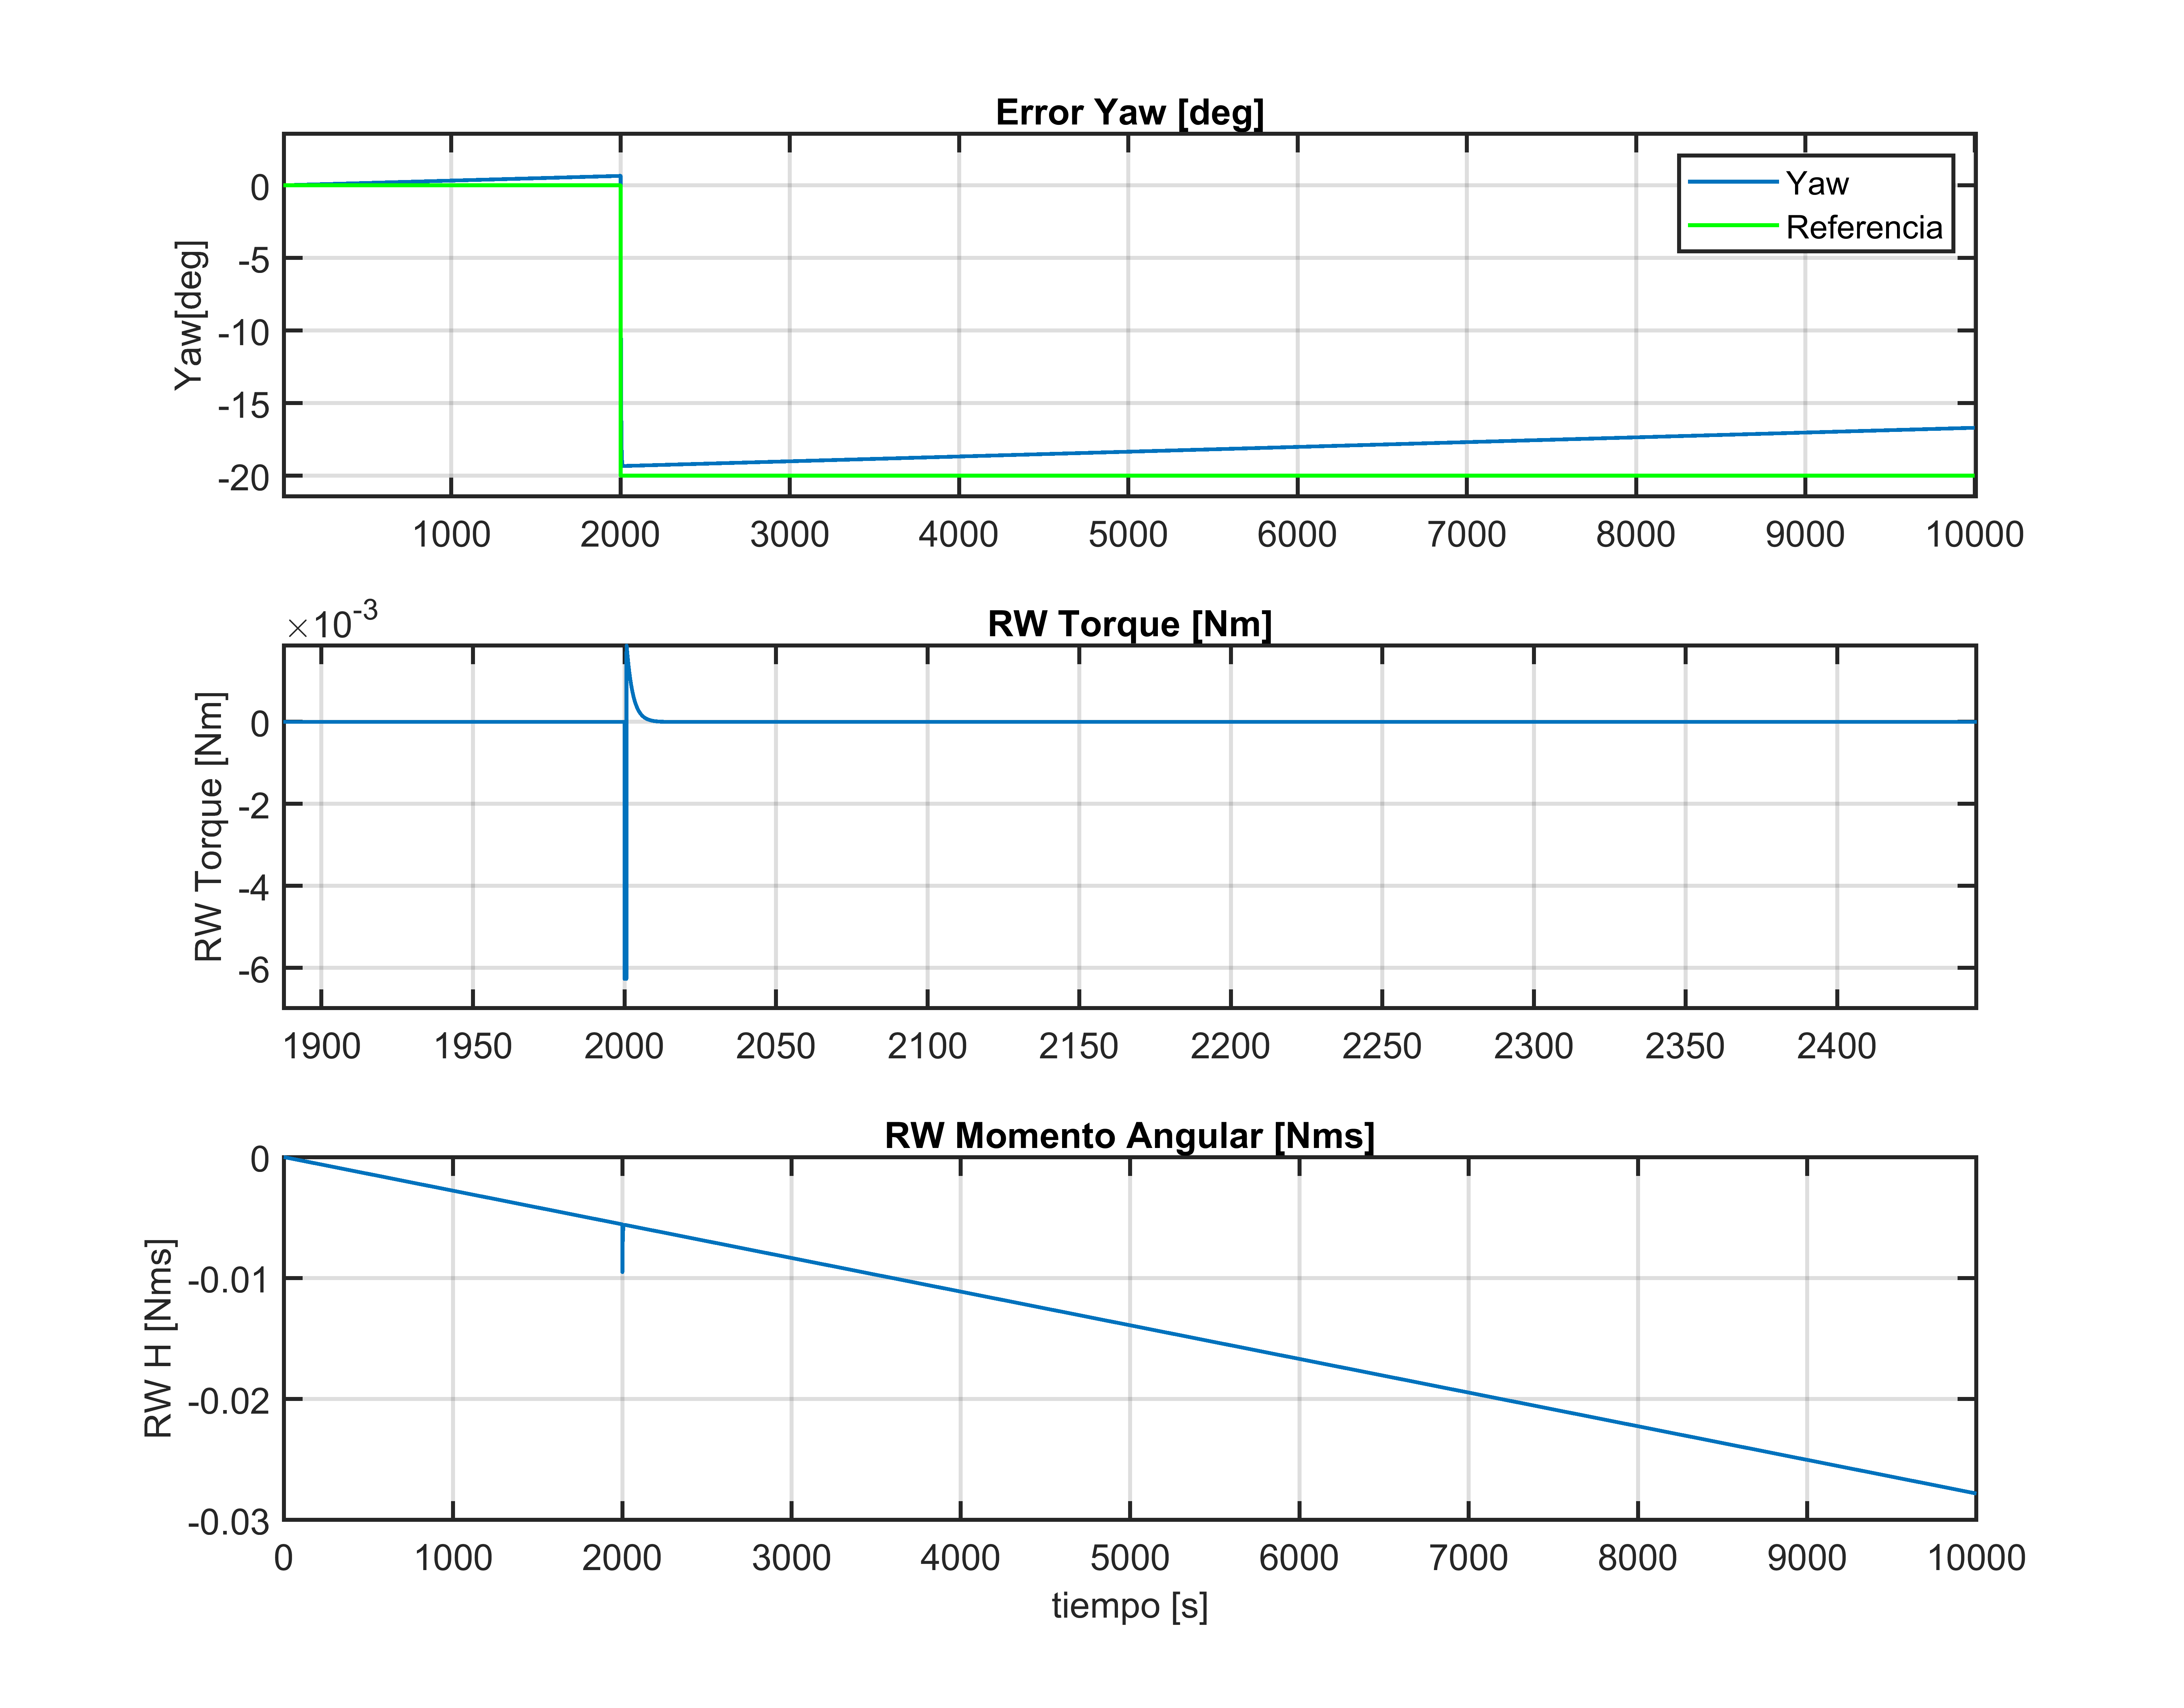 Error Yaw [deg]
Yaw[deg]
0
-5
-10
-15
-20
Yaw
Referencia
1000 2000 3000 4000 5000 6000 7000 8000 9000 10000
×10-3
RW Torque [Nm]
RW Torque [Nm]
0
-2
-4
-6
1900 1950 2000 2050 2100 2150 2200 2250 2300 2350 2400
RW Momento Angular [Nms]
RW H [Nms]
0
-0.01
-0.02
-0.03
0 1000 2000 3000 4000 5000 6000 7000 8000 9000 10000
tiempo [s]